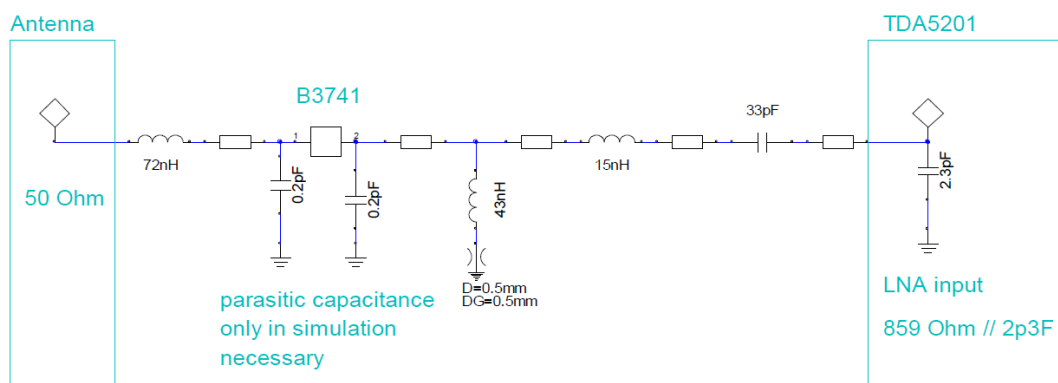 Antenna
TDA5201
B3741
33pF
1
2
72nH
15nH
50 Ohm
0.2pF
0.2pF
43nH
2.3pF
D=0.5mm
DG=0.5mm
parasitic capacitance
only in simulation
necessary
LNA input
859 Ohm // 2p3F